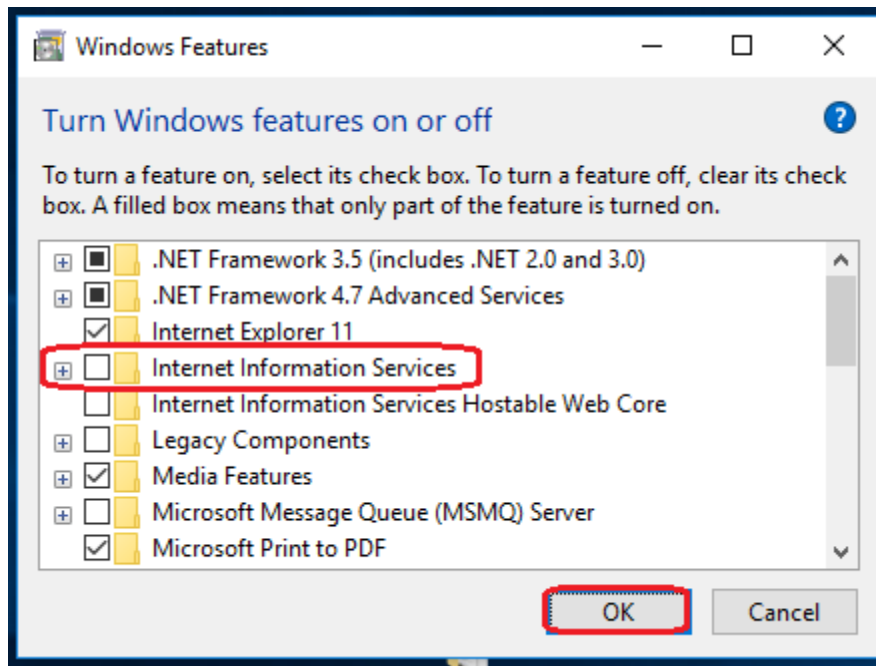 Windows Features
Turn Windows features on or off
To turn a feature on, select its check box. To turn a feature off, clear its check
box. A filled box means that only part of the feature is turned on.
.NET Framework 3.5 (includes .NET 2.0 and 3.0)
.NET Framework 4.7 Advanced Services
Internet Explorer 11
Internet Information Services
Internet Information Services Hostable Web Core
Legacy Components
Media Features
Microsoft Message Queue (MSMQ) Server
Microsoft Print to PDF
OK Cancel